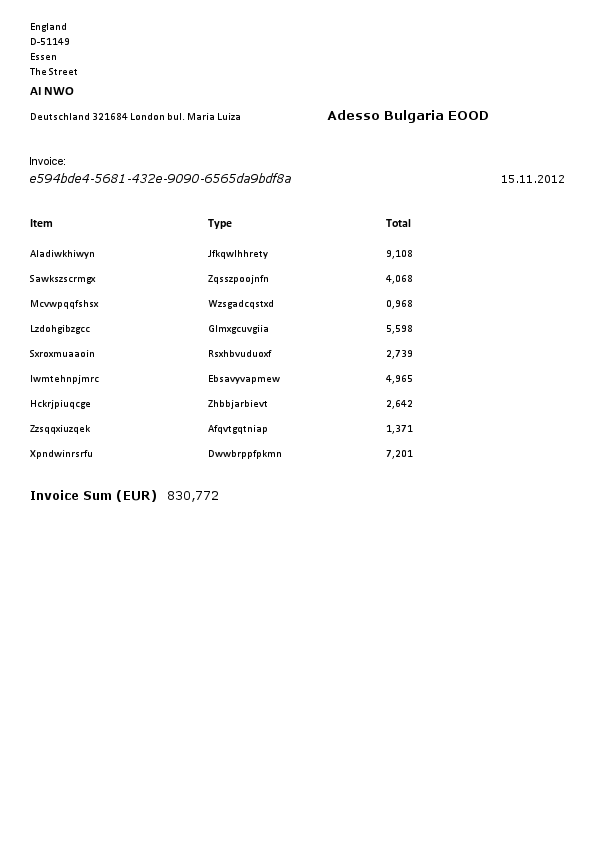 England
D-51149
Essen
The Street
AI NWO
Deutschland 321684 London bul. Maria Luiza Adesso Bulgaria EOOD
Invoice:
e594bde4-5681-432e-9090-6565da9bdf8a 15.11.2012
Item Type Total
Aladiwkhiwyn Jfkqwlhhrety 9,108
Sawkszscrmgx Zqsszpoojnfn 4,068
Mcvwpqqfshsx Wzsgadcqstxd 0,968
Lzdohgibzgcc Glmxgcuvgiia 5,598
Sxroxmuaaoin Rsxhbvuduoxf 2,739
Iwmtehnpjmrc Ebsavyvapmew 4,965
Hckrjpiuqcge Zhbbjarbievt 2,642
Zzsqqxiuzqek Afqvtgqtniap 1,371
Xpndwinrsrfu Dwwbrppfpkmn 7,201
Invoice Sum (EUR) 830,772